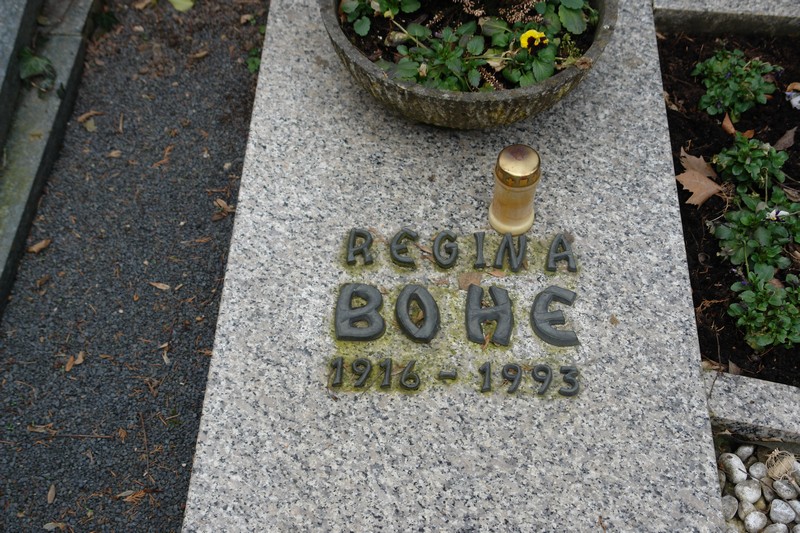 REGINA
BOHE
1916 - 1993